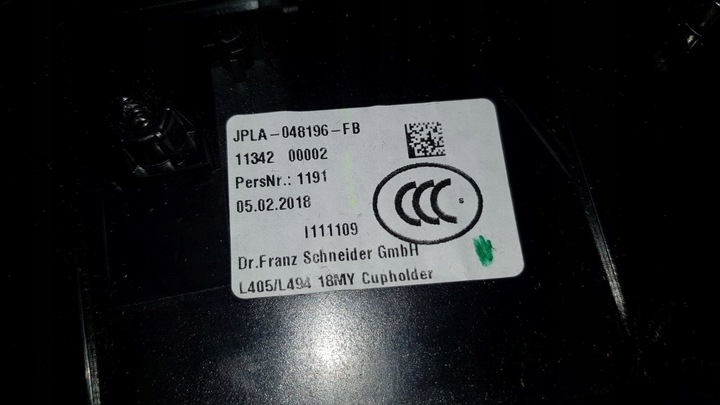 JPLA-048196-FB
11342 00002
PersNr.: 1191
05.02.2018
I111109
CCC S
Dr.Franz Schneider GmbH
L405/L494 18MY Cupholder